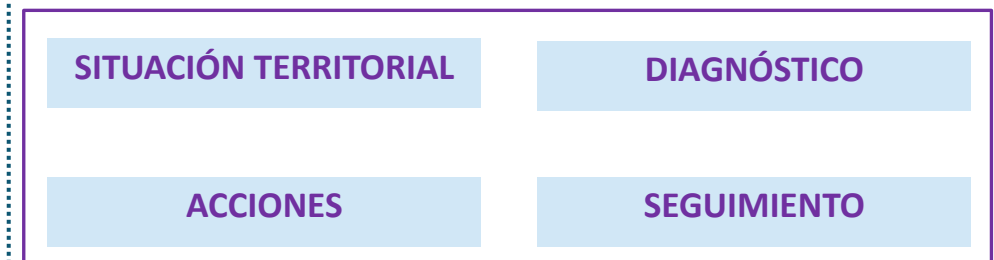 SITUACIÓN TERRITORIAL
DIAGNÓSTICO
ACCIONES
SEGUIMIENTO